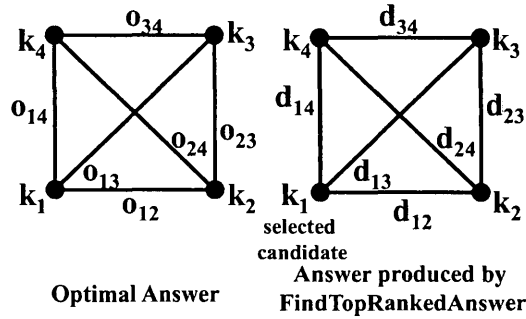 k4 o34 k3
o14 o24 o23
o13
k1 o12 k2
Optimal Answer
k4 d34 k3
d14 d24 d23
d13
k1 d12 k2
selected
candidate
Answer produced by
FindTopRankedAnswer